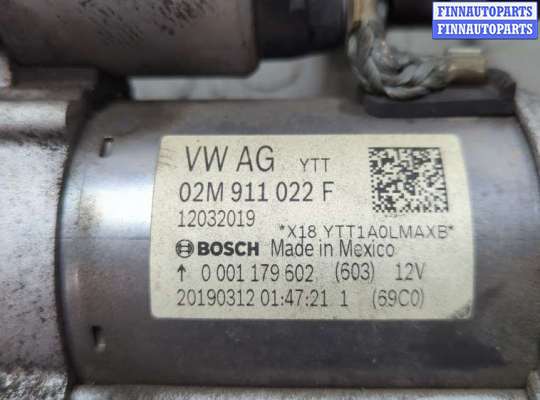 FINNAUTOPARTS
FINNAUTOPARTS
FINNAUTOPARTS
VW AG YTT
02M 911 022 F
12032019
*X18 YTT1A0LMAXB*
BOSCH Made in Mexico
↑ 0 001 179 602 (603) 12V
20190312 01:47:21 1 (69C0)